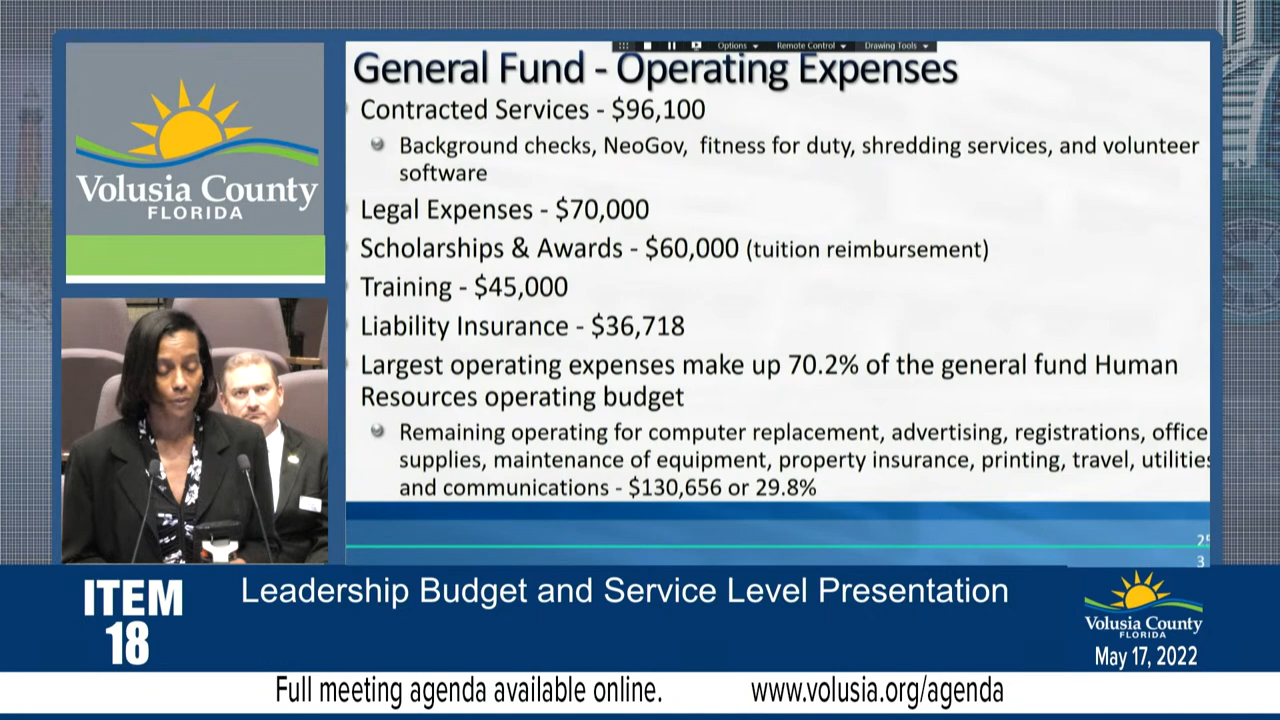 Options
Remote Control
Drawing Tools
General Fund - Operating Expenses
Contracted Services - $96,100
Background checks, NeoGov, fitness for duty, shredding services, and volunteer
software
Legal Expenses - $70,000
Scholarships & Awards - $60,000 (tuition reimbursement)
Training - $45,000
Liability Insurance - $36,718
Largest operating expenses make up 70.2% of the general fund Human
Resources operating budget
Remaining operating for computer replacement, advertising, registrations, office
supplies, maintenance of equipment, property insurance, printing, travel, utilities
and communications - $130,656 or 29.8%
3
Volusia County
FLORIDA
ITEM
18
Leadership Budget and Service Level Presentation
Volusia County
FLORIDA
May 17, 2022
Full meeting agenda available online.
www.volusia.org/agenda